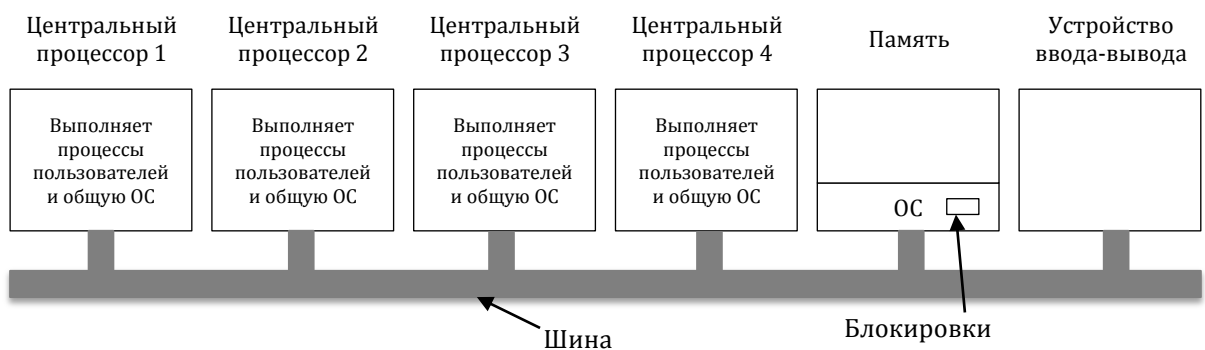 Центральный
процессор 1
Центральный
процессор 2
Центральный
процессор 3
Центральный
процессор 4
Память
Устройство
ввода-вывода
Выполняет
процессы
пользователей
и общую ОС
Выполняет
процессы
пользователей
и общую ОС
Выполняет
процессы
пользователей
и общую ОС
Выполняет
процессы
пользователей
и общую ОС
ОС
Шина
Блокировки